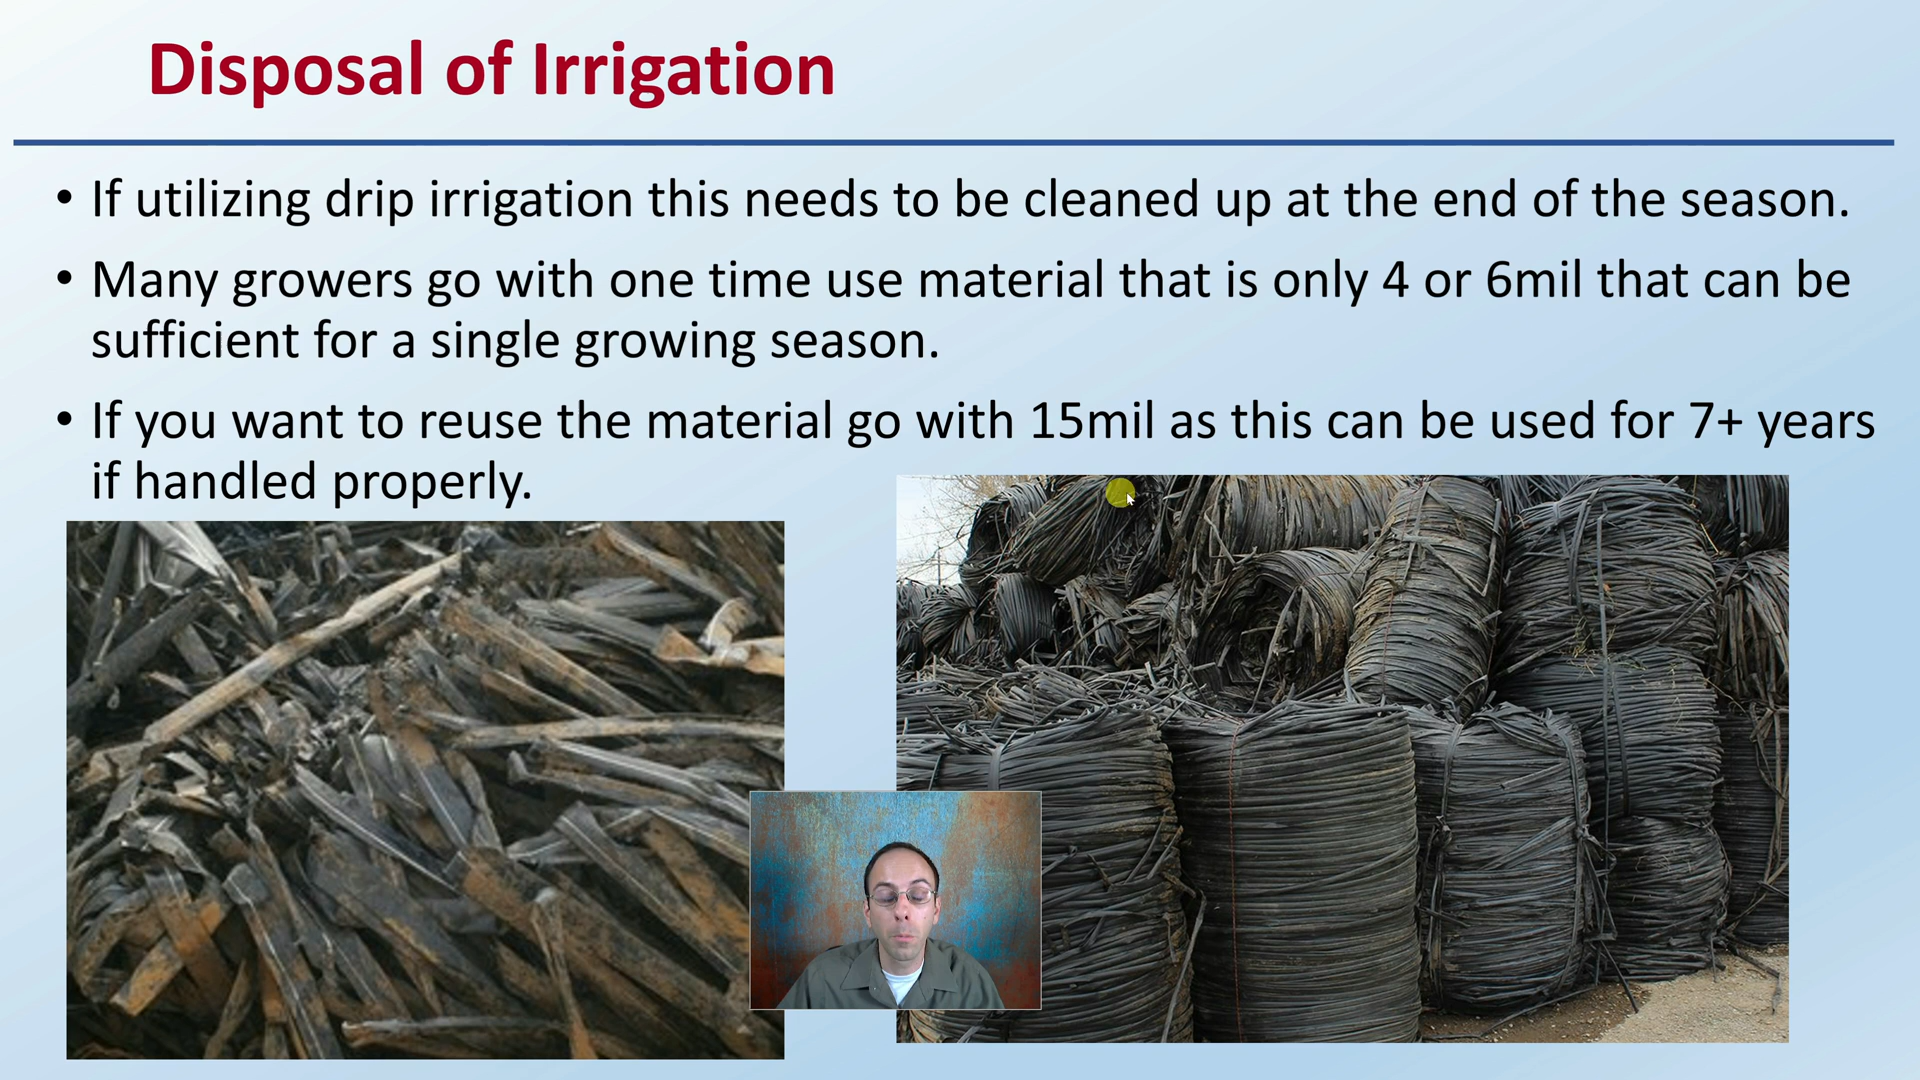 Disposal of Irrigation
• If utilizing drip irrigation this needs to be cleaned up at the end of the season.
• Many growers go with one time use material that is only 4 or 6mil that can be
sufficient for a single growing season.
• If you want to reuse the material go with 15mil as this can be used for 7+ years
if handled properly.